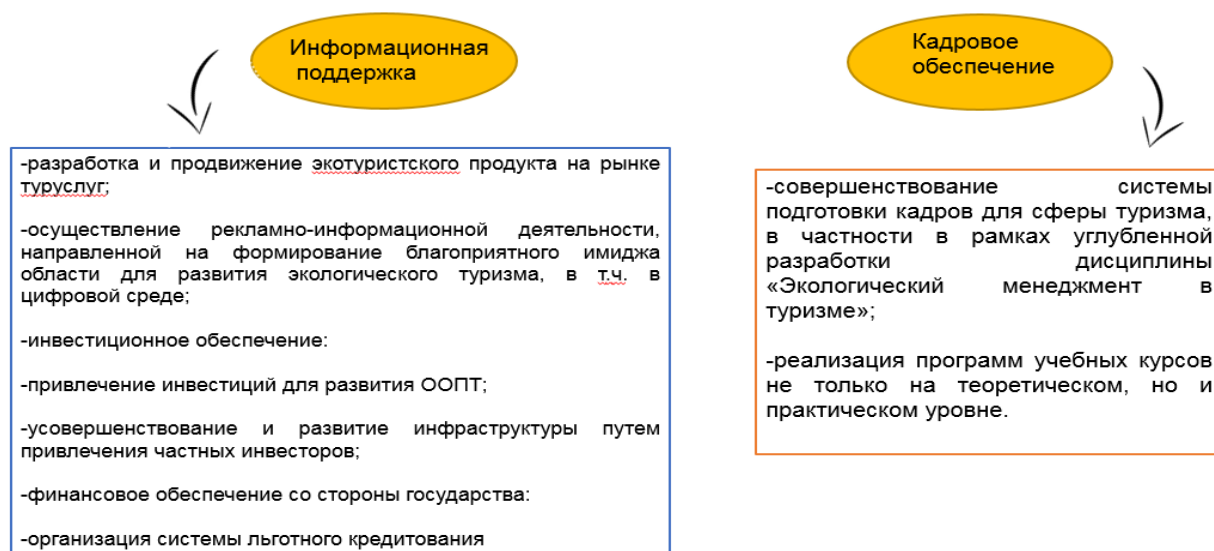 Информационная
поддержка
-разработка и продвижение экотуристского продукта на рынке
туруслуг;
-осуществление рекламно-информационной деятельности,
направленной на формирование благоприятного имиджа
области для развития экологического туризма, в т.ч. в
цифровой среде;
-инвестиционное обеспечение:
-привлечение инвестиций для развития ООПТ;
-усовершенствование и развитие инфраструктуры путем
привлечения частных инвесторов;
-финансовое обеспечение со стороны государства:
-организация системы льготного кредитования
Кадровое
обеспечение
-совершенствование системы
подготовки кадров для сферы туризма,
в частности в рамках углубленной
разработки дисциплины
«Экологический менеджмент в
туризме»;
-реализация программ учебных курсов
не только на теоретическом, но и
практическом уровне.